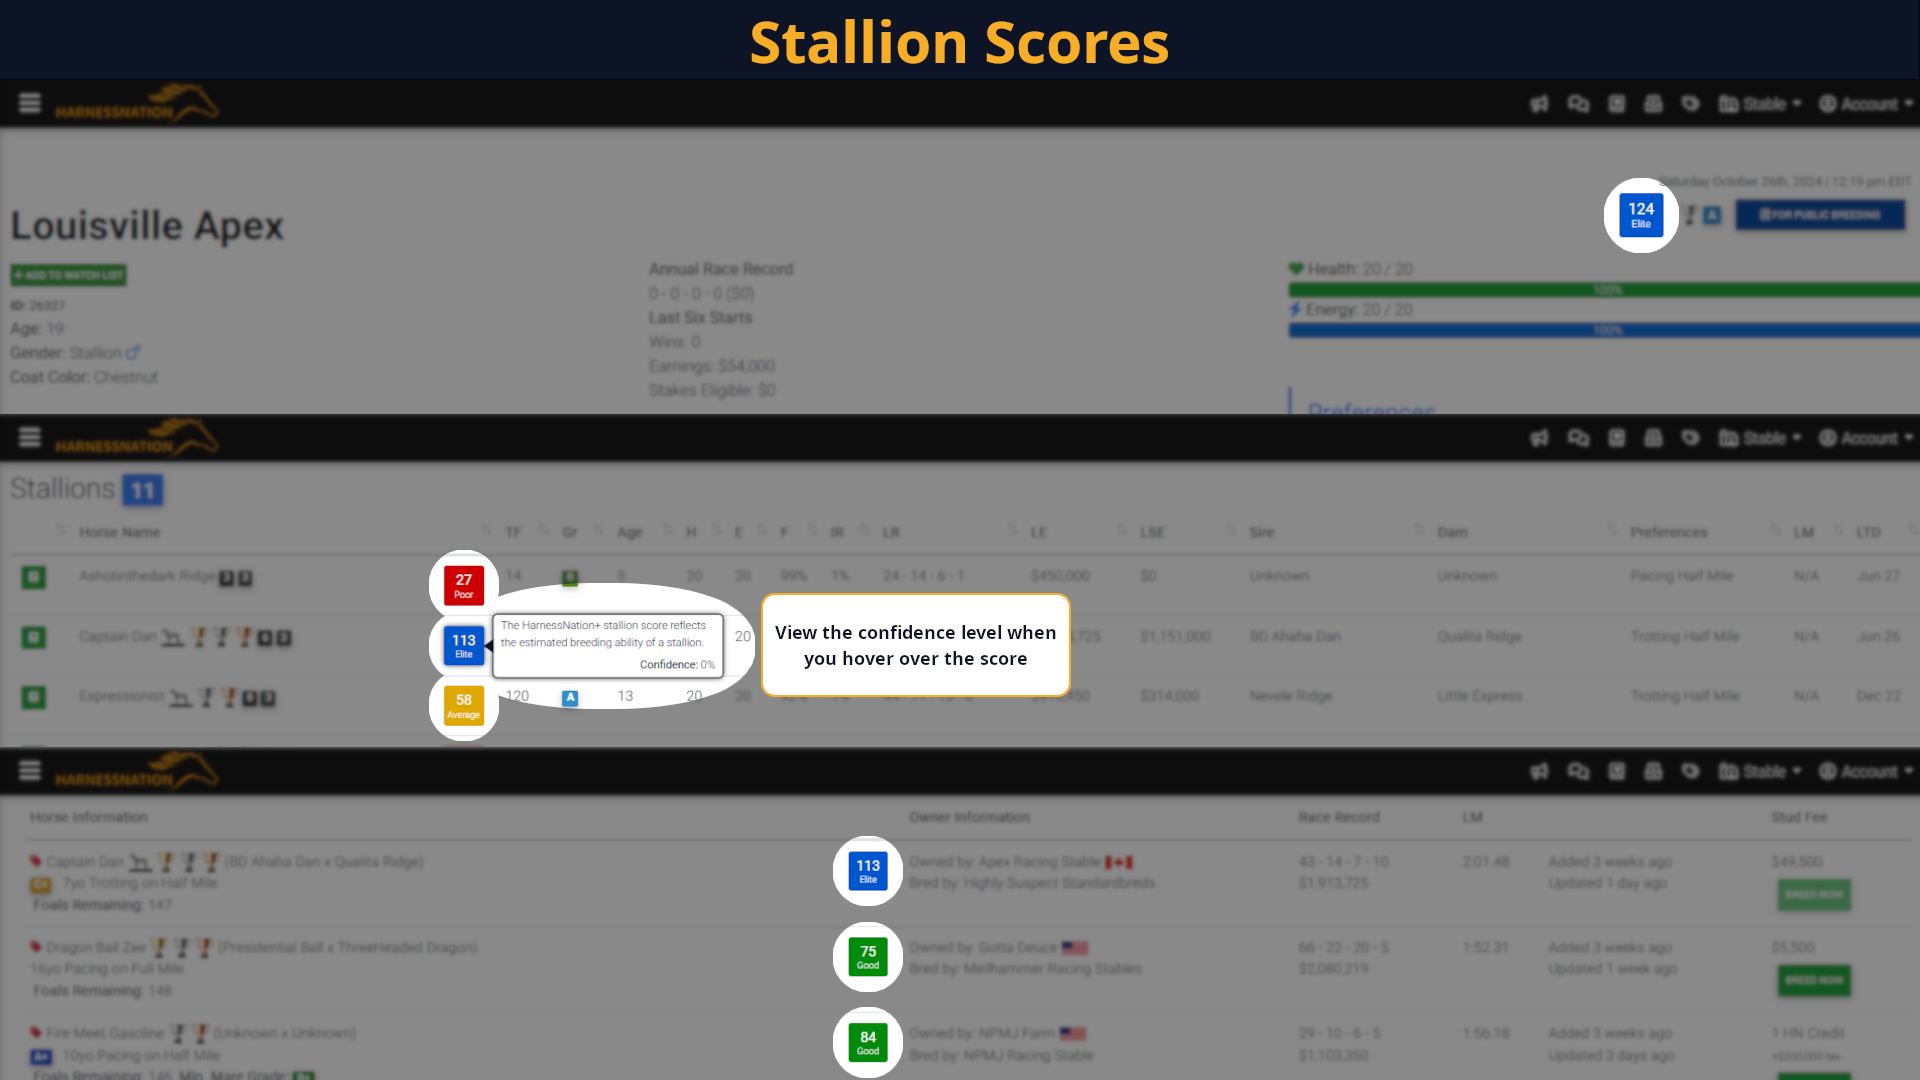 Stallion Scores
HARNESSNATION
Stable
Account
Saturday October 26th, 2024 | 12:19 pm EDT
Louisville Apex
124
Elite
A
FOR PUBLIC BREEDING
+ ADD TO WATCH LIST
ID: 26327
Age: 19
Gender: Stallion
Coat Color: Chestnut
Annual Race Record
0 - 0 - 0 - 0 ($0)
Last Six Starts
Wins: 0
Earnings: $54,000
Stakes Eligible: $0
Health: 20 / 20
100%
Energy: 20 / 20
100%
Preferences
HARNESSNATION
Stable
Account
Stallions 11
Horse Name TF Gr Age H E F IR LR LE LSE Sire Dam Preferences LM LTD
Ashotinthedark Ridge 27 Poor 14 5 20 20 99% 1% 24 - 14 - 6 - 1 $450,000 $0 Unknown Unknown Pacing Half Mile N/A Jun 27
Captain Dan 113 Elite 20 $1,151,000 BD Ahaha Dan Qualita Ridge Trotting Half Mile N/A Jun 26
The HarnessNation+ stallion score reflects
the estimated breeding ability of a stallion.
Confidence: 0%
View the confidence level when
you hover over the score
Expressionist 58 Average 120 A 13 20 20 $314,000 Nevele Ridge Little Express Trotting Half Mile N/A Dec 22
HARNESSNATION
Stable
Account
Horse Information Owner Information Race Record LM Stud Fee
Captain Dan (BD Ahaha Dan x Qualita Ridge)
7yo Trotting on Half Mile
Foals Remaining: 147
113
Elite
Owned by: Apex Racing Stable
Bred by: Highly Suspect Standardbreds
43 - 14 - 7 - 10
$1,913,725
2:01.48
Added 3 weeks ago
Updated 1 day ago
$49,500
BREED NOW
Dragon Ball Zee (Presidential Ball x ThreeHeaded Dragon)
16yo Pacing on Full Mile
Foals Remaining: 148
75
Good
Owned by: Gotta Deuce
Bred by: Meilhammer Racing Stables
66 - 22 - 20 - 5
$2,080,219
1:52.31
Added 3 weeks ago
Updated 1 week ago
$5,500
BREED NOW
Fire Meet Gasoline (Unknown x Unknown)
A+ 10yo Pacing on Half Mile
Foals Remaining: 146, Min. Mare Grade:
84
Good
Owned by: NPMJ Farm
Bred by: NPMJ Racing Stable
29 - 10 - 6 - 5
$1,103,350
1:56.18
Added 3 weeks ago
Updated 3 days ago
1 HN Credit
+$200,000 tax